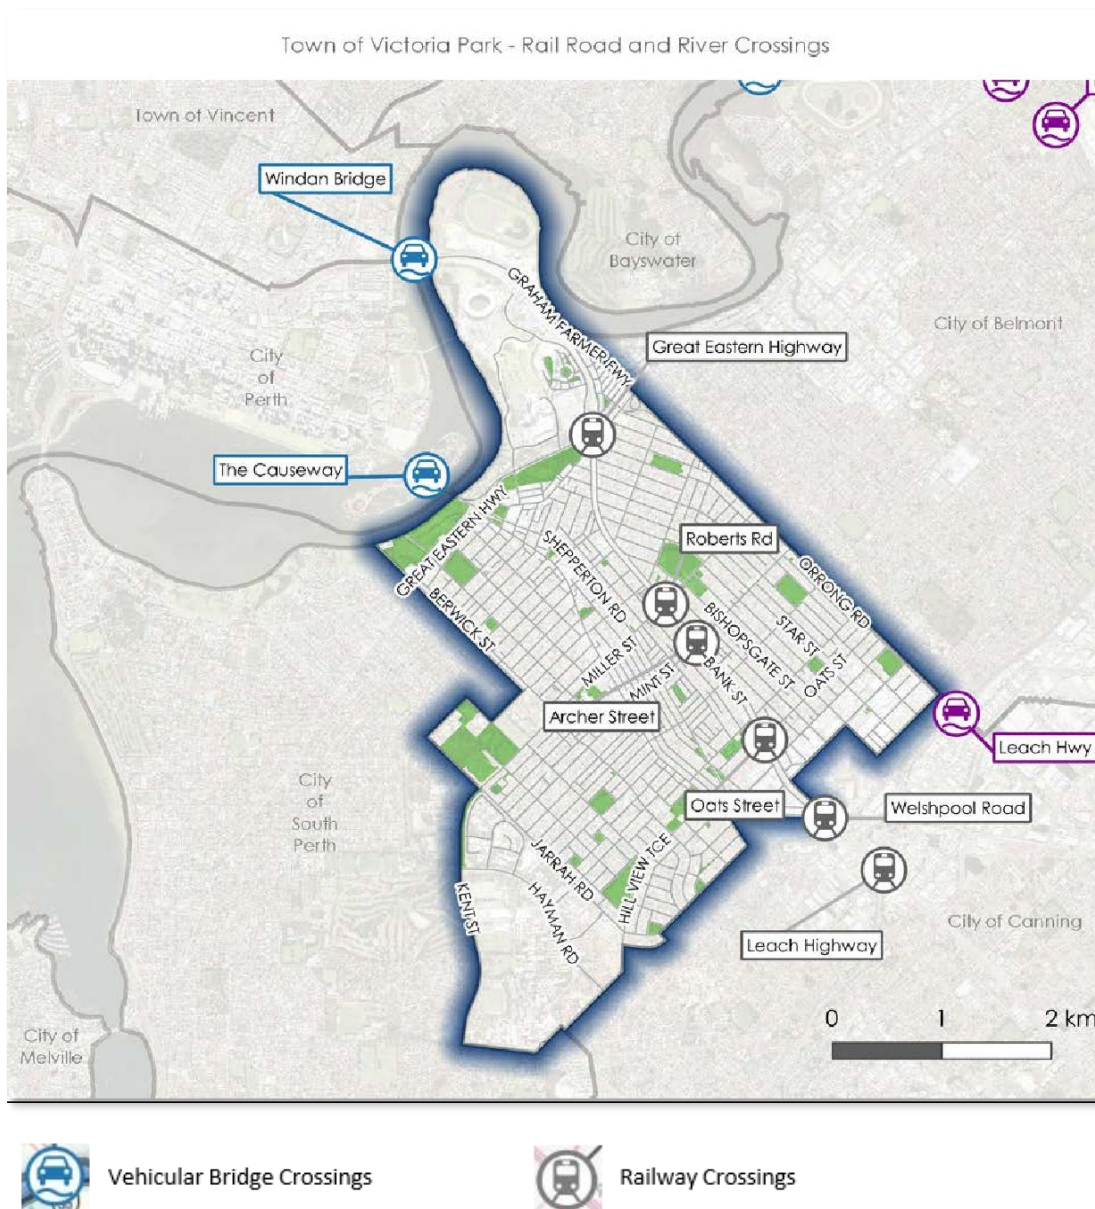 Town of Victoria Park - Rail Road and River Crossings
Town of Vincent
Windan Bridge
City of
Bayswater
GRAHAM FARMER FWY
City of Belmont
Great Eastern Highway
City
of
Perth
The Causeway
GREAT EASTERN HWY
SHEPPERTON RD
Roberts Rd
ORRONG RD
BERWICK ST
BISHOPSGATE ST
STAR ST
OATS ST
MILLER ST
MINT ST
BANK ST
Archer Street
Leach Hwy
City
of
South
Perth
Oats Street
Welshpool Road
JARRAH RD
HILL VIEW TCE
HAYMAN RD
KENT ST
City of Canning
Leach Highway
0 1 2 km
City of
Melville
Vehicular Bridge Crossings
Railway Crossings